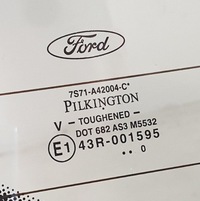 Ford
7S71-A42004-C*
PILKINGTON
V - TOUGHENED-
DOT 682 AS3 M5532
E1 43R-001595
.. 0